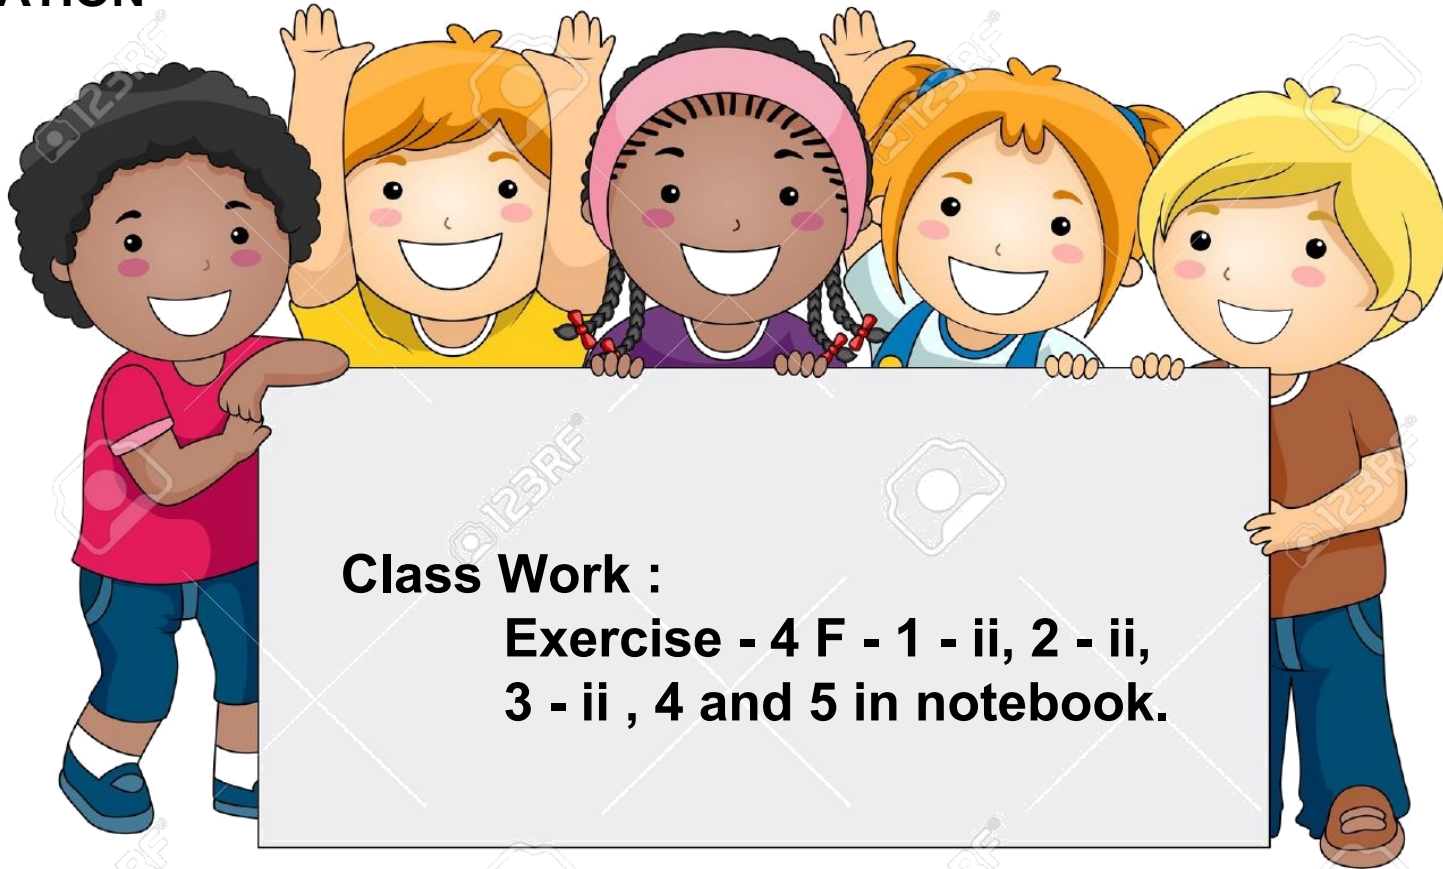 Class Work :
Exercise - 4 F - 1 - ii, 2 - ii,
3 - ii , 4 and 5 in notebook.